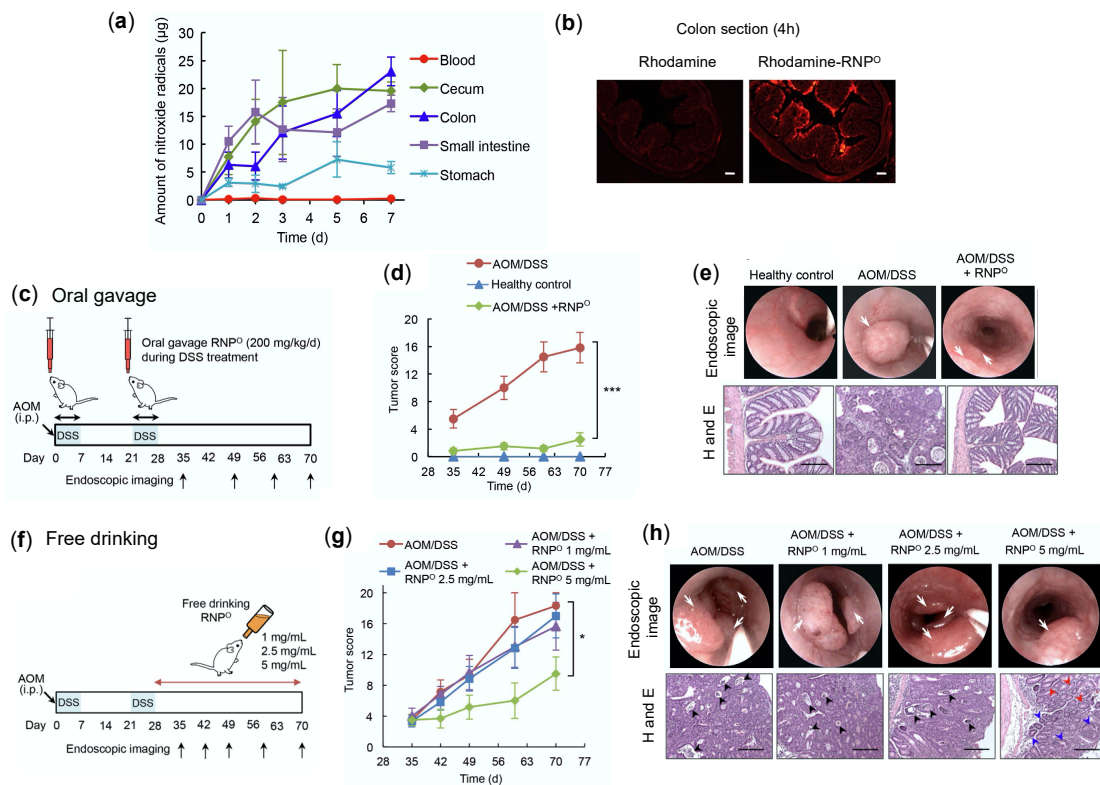 (a)
Amount of nitroxide radicals (µg)
30
25
20
15
10
5
0
0 1 2 3 5 7
Time (d)
Blood
Cecum
Colon
Small intestine
Stomach
(b)
Colon section (4h)
Rhodamine
Rhodamine-RNPᴼ
(c) Oral gavage
Oral gavage RNPᴼ (200 mg/kg/d)
during DSS treatment
AOM
(i.p.)
DSS
DSS
Day 0 7 14 21 28 35 49 56 63 70
Endoscopic imaging
(d)
AOM/DSS
Healthy control
AOM/DSS +RNPᴼ
Tumor score
20
16
12
8
4
0
28 35 42 49 56 63 70 77
Time (d)
***
(e)
Healthy control
AOM/DSS
AOM/DSS
+ RNPᴼ
Endoscopic
image
H and E
(f) Free drinking
Free drinking
RNPᴼ
1 mg/mL
2.5 mg/mL
5 mg/mL
AOM
(i.p.)
DSS
DSS
Day 0 7 14 21 28 35 42 49 56 63 70
Endoscopic imaging
(g)
AOM/DSS
AOM/DSS +
RNPᴼ 1 mg/mL
AOM/DSS +
RNPᴼ 2.5 mg/mL
AOM/DSS +
RNPᴼ 5 mg/mL
Tumor score
20
16
12
8
4
0
28 35 42 49 56 63 70 77
Time (d)
*
(h)
AOM/DSS
AOM/DSS +
RNPᴼ 1 mg/mL
AOM/DSS +
RNPᴼ 2.5 mg/mL
AOM/DSS +
RNPᴼ 5 mg/mL
Endoscopic
image
H and E